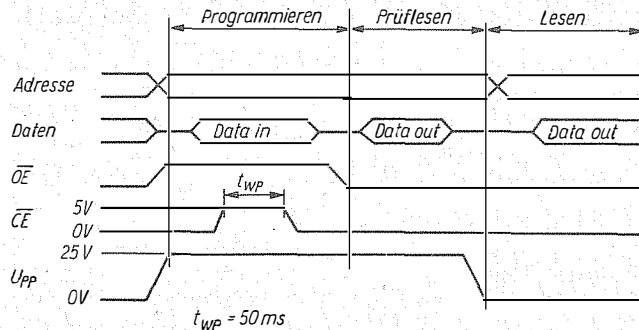 Programmieren Prüflesen Lesen
Adresse
Daten Data in Data out Data out
OE
t_WP
CE 5V
0V
25V
U_PP
0V
t_WP = 50 ms